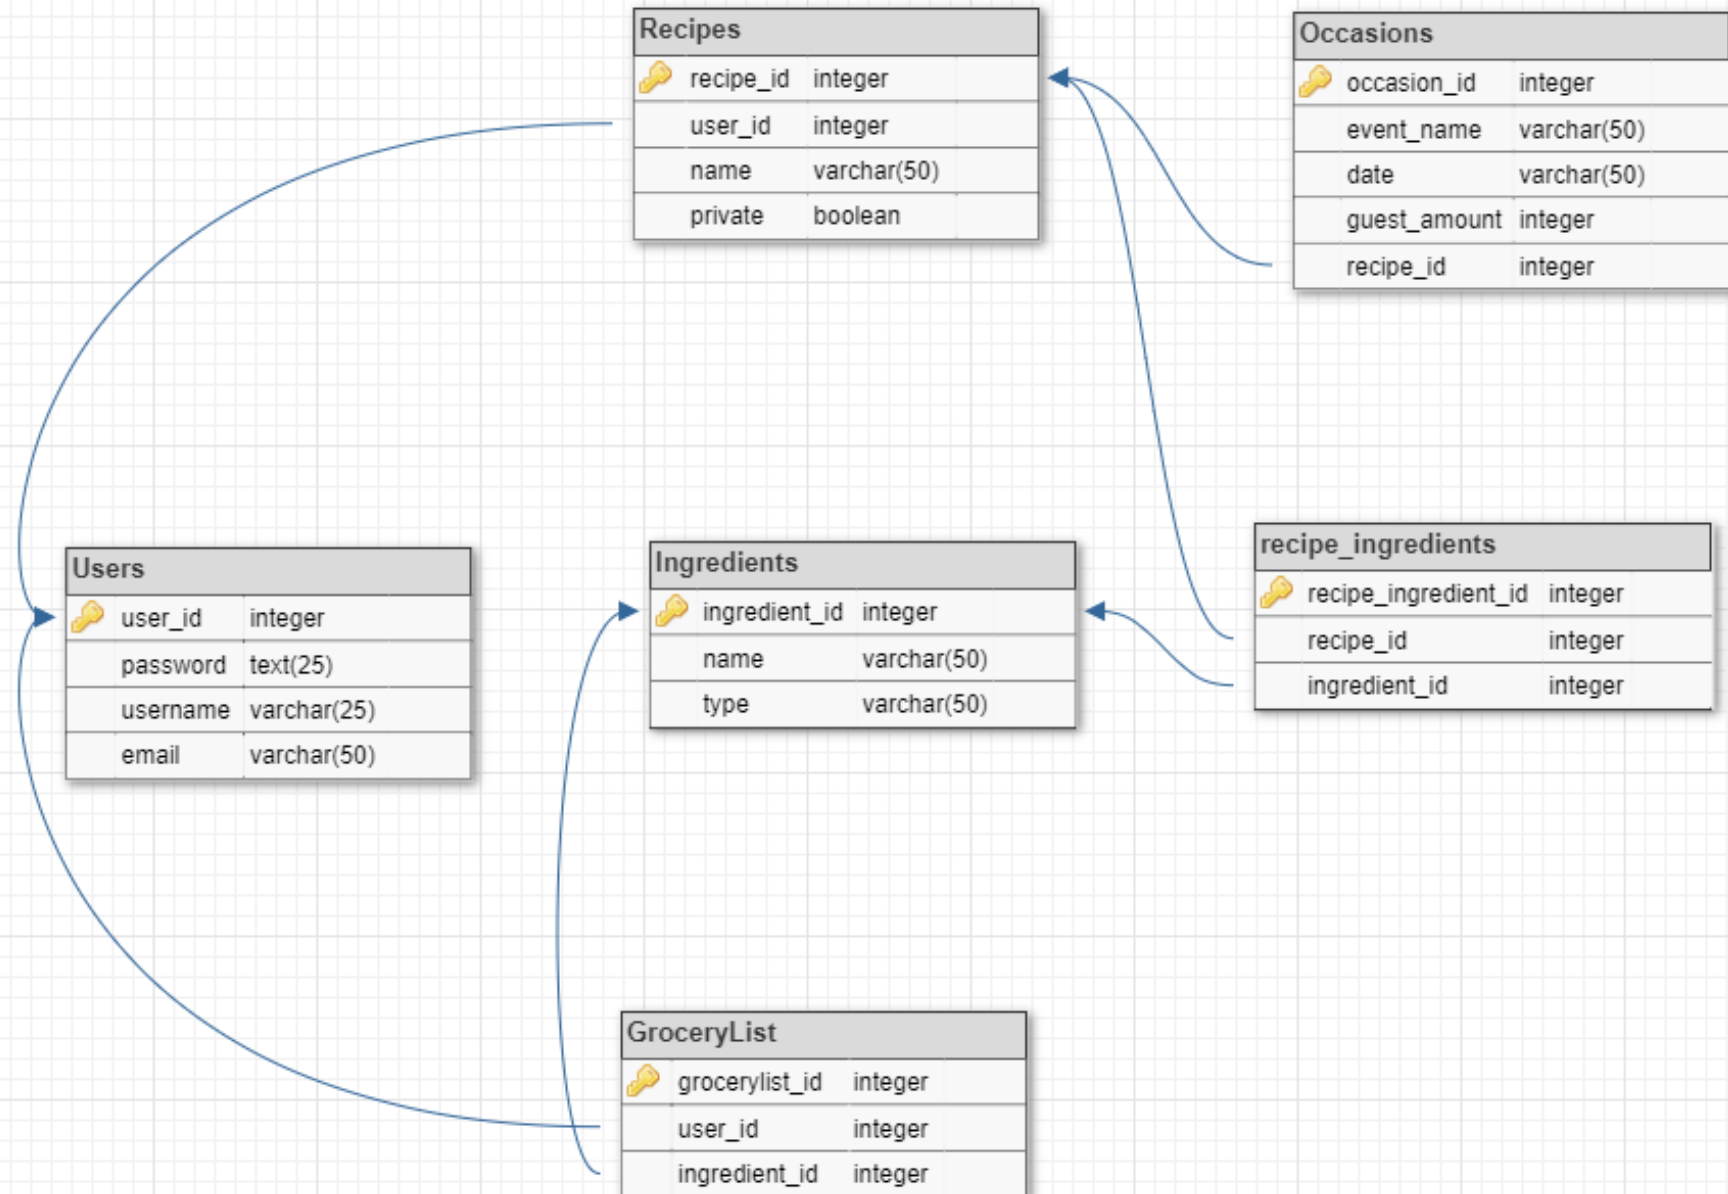 Recipes
recipe_id integer
user_id integer
name varchar(50)
private boolean
Occasions
occasion_id integer
event_name varchar(50)
date varchar(50)
guest_amount integer
recipe_id integer
Users
user_id integer
password text(25)
username varchar(25)
email varchar(50)
Ingredients
ingredient_id integer
name varchar(50)
type varchar(50)
recipe_ingredients
recipe_ingredient_id integer
recipe_id integer
ingredient_id integer
GroceryList
grocerylist_id integer
user_id integer
ingredient_id integer